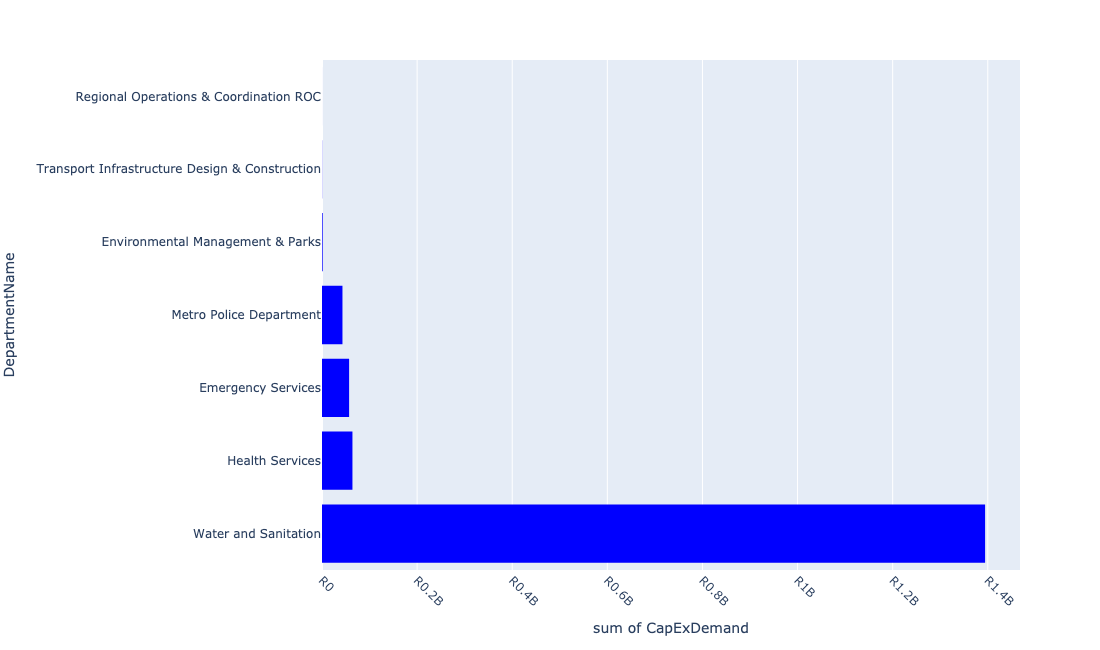 DepartmentName
Regional Operations & Coordination ROC
Transport Infrastructure Design & Construction
Environmental Management & Parks
Metro Police Department
Emergency Services
Health Services
Water and Sanitation
R0
R0.2B
R0.4B
R0.6B
R0.8B
R1B
R1.2B
R1.4B
sum of CapExDemand